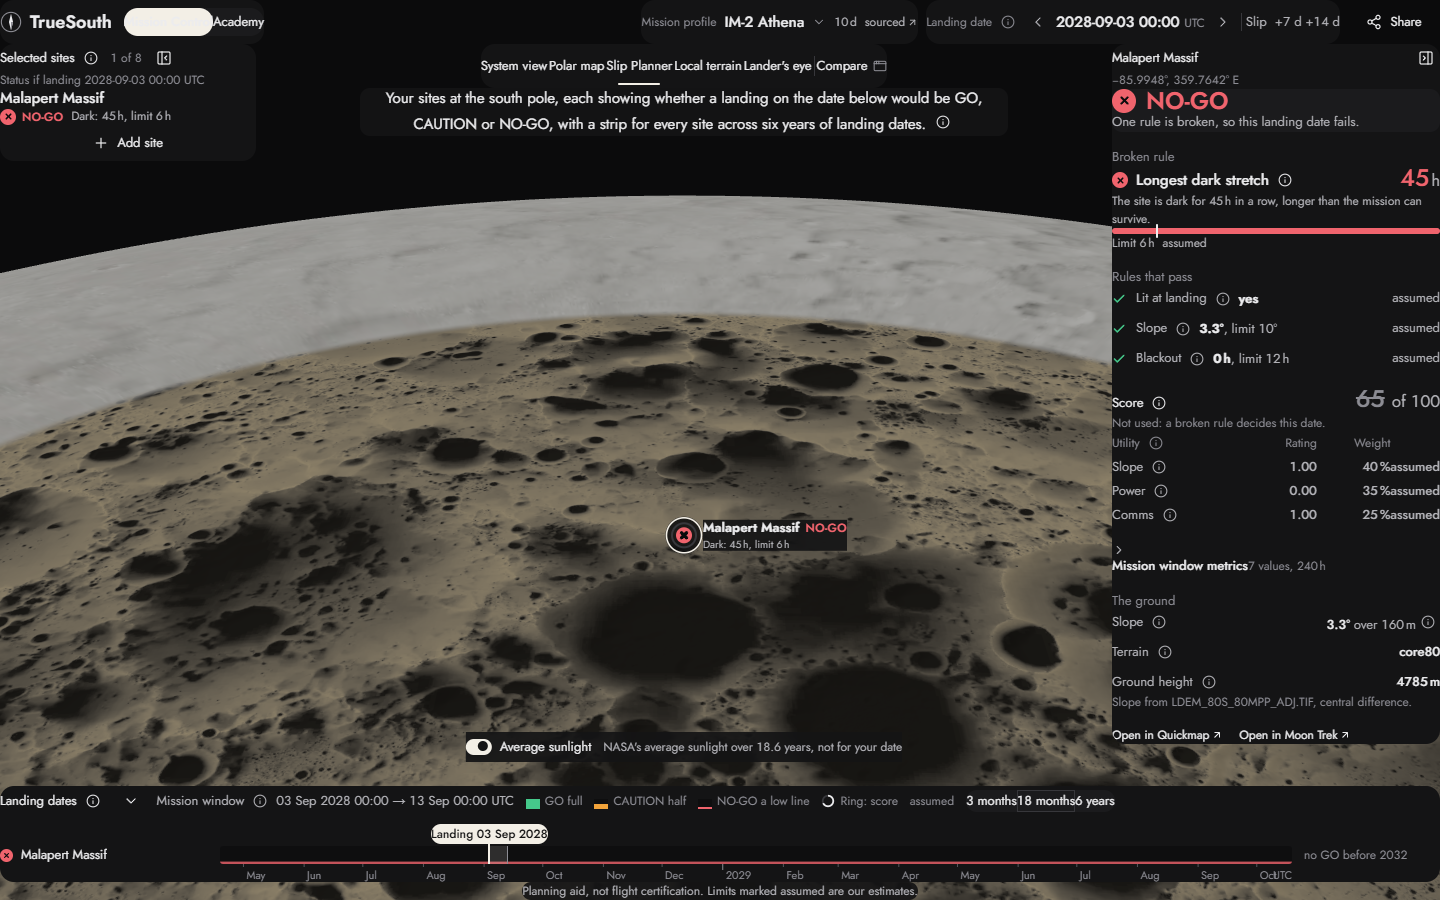 TrueSouth
Academy
Mission profile IM-2 Athena 10 d sourced ↗
Landing date 2028-09-03 00:00 UTC
Slip +7 d +14 d
Share
Selected sites 1 of 8
Status if landing 2028-09-03 00:00 UTC
Malapert Massif
NO-GO Dark: 45 h, limit 6 h
+ Add site
System view Polar map Slip Planner Local terrain Lander's eye Compare
Your sites at the south pole, each showing whether a landing on the date below would be GO,
CAUTION or NO-GO, with a strip for every site across six years of landing dates.
Malapert Massif
−85.9948°, 359.7642° E
NO-GO
One rule is broken, so this landing date fails.
Broken rule
Longest dark stretch 45 h
The site is dark for 45 h in a row, longer than the mission can
survive.
Limit 6 h assumed
Rules that pass
Lit at landing yes assumed
Slope 3.3°, limit 10° assumed
Blackout 0 h, limit 12 h assumed
Score 65 of 100
Not used: a broken rule decides this date.
Utility Rating Weight
Slope 1.00 40 % assumed
Power 0.00 35 % assumed
Comms 1.00 25 % assumed
Mission window metrics 7 values, 240 h
The ground
Slope 3.3° over 160 m
Terrain core80
Ground height 4785 m
Slope from LDEM_80S_80MPP_ADJ.TIF, central difference.
Open in Quickmap ↗ Open in Moon Trek ↗
Malapert Massif NO-GO
Dark: 45 h, limit 6 h
Average sunlight NASA's average sunlight over 18.6 years, not for your date
Landing dates Mission window 03 Sep 2028 00:00 → 13 Sep 00:00 UTC GO full CAUTION half NO-GO a low line Ring: score assumed 3 months 18 months 6 years
Landing 03 Sep 2028
Malapert Massif no GO before 2032
May Jun Jul Aug Sep Oct Nov Dec 2029 Feb Mar Apr May Jun Jul Aug Sep Oct UTC
Planning aid, not flight certification. Limits marked assumed are our estimates.